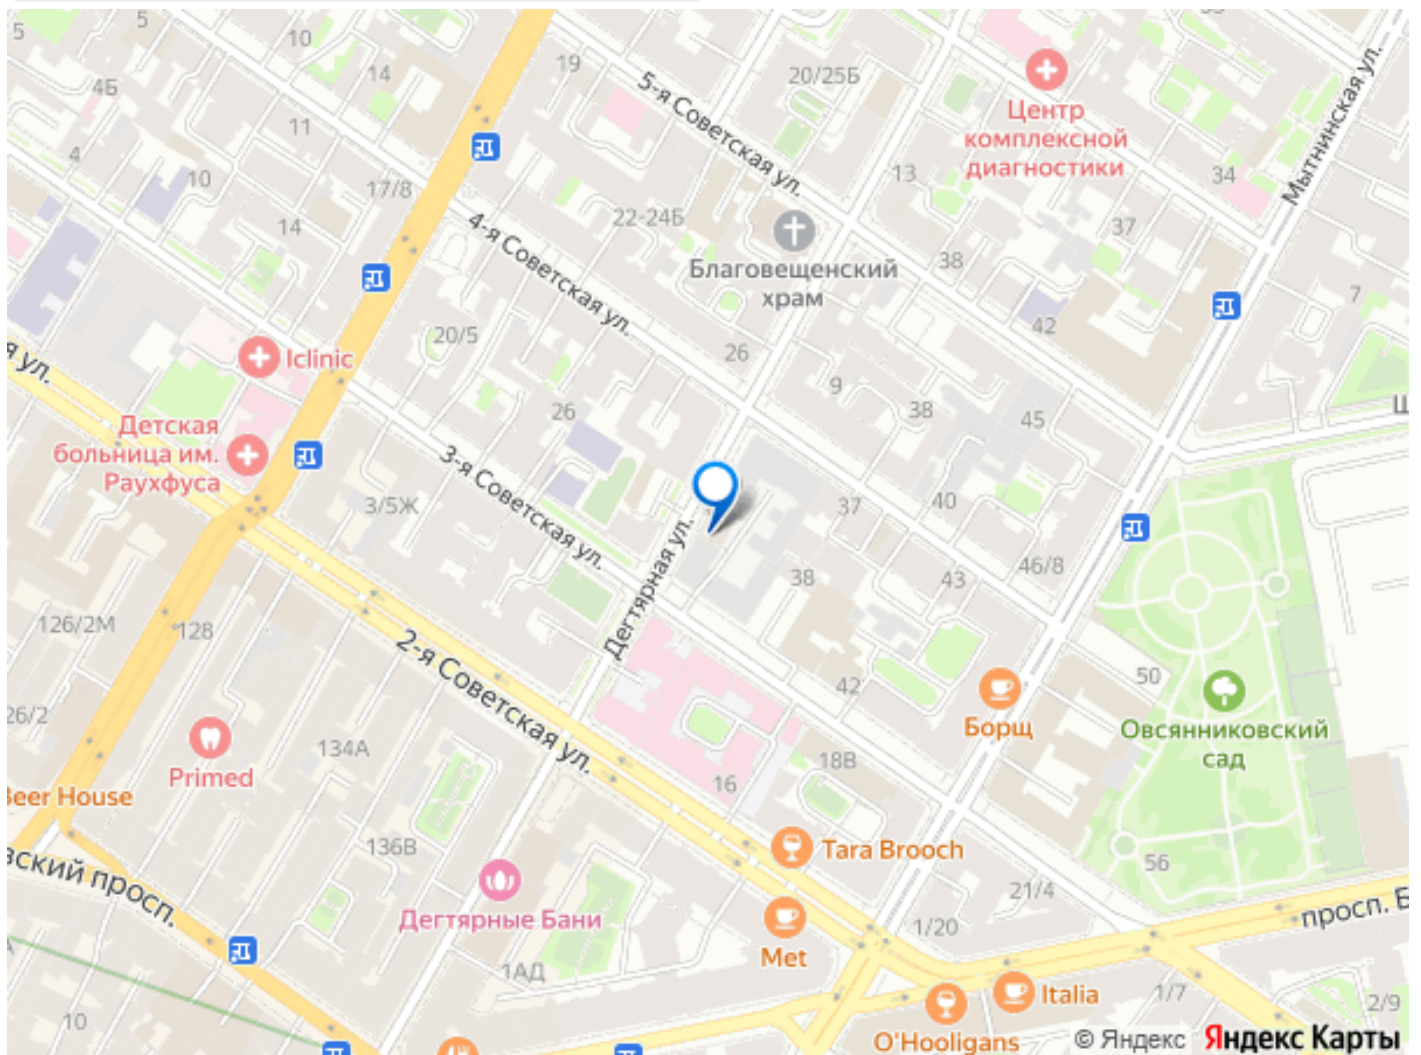 5
10
14
4Б
19
11
4
10
14
17/8
5-я Советская ул.
20/25Б
Центр
комплексной
диагностики
Мытнинская ул.
13
34
37
38
22-24Б
4-я Советская ул.
Благовещенский
храм
42
7
20/5
26
9
38
45
Iclinic
я ул.
Детская
больница им.
Раухфуса
26
3-я Советская ул.
3/5Ж
37
40
46/8
43
38
Дегтярная ул.
126/2М
128
2-я Советская ул.
42
50
Борщ
Овсянниковский
сад
26/2
134А
Primed
18В
16
Beer House
136В
вский просп.
Tara Brooch
56
21/4
Дегтярные Бани
1/20
просп. Б
Met
1АД
Italia
1/7
2/9
10
O'Hooligans
© Яндекс Яндекс Карты